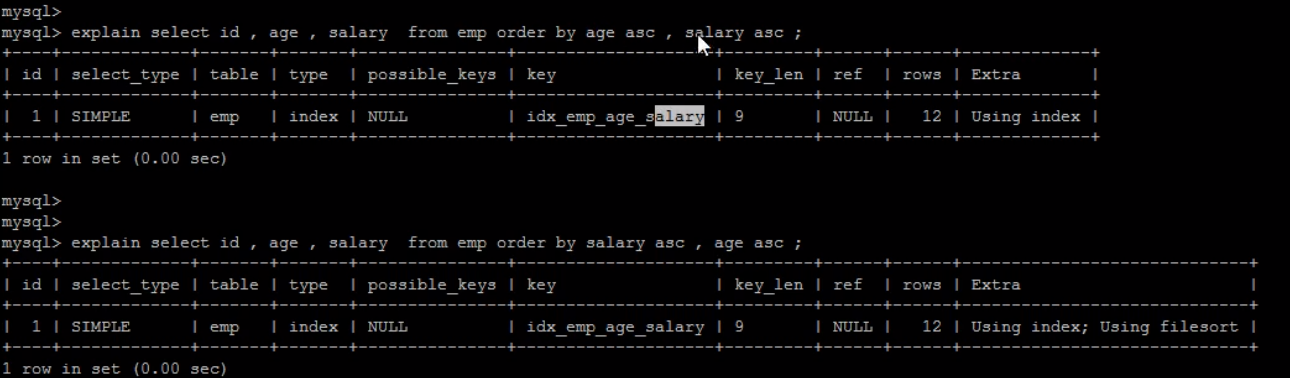 mysql>
mysql> explain select id , age , salary  from emp order by age asc , salary asc ;
+----+-------------+-------+-------+---------------+--------------------+---------+------+------+-------------+
| id | select_type | table | type  | possible_keys | key                | key_len | ref  | rows | Extra       |
+----+-------------+-------+-------+---------------+--------------------+---------+------+------+-------------+
|  1 | SIMPLE      | emp   | index | NULL          | idx_emp_age_salary | 9       | NULL |   12 | Using index |
+----+-------------+-------+-------+---------------+--------------------+---------+------+------+-------------+
1 row in set (0.00 sec)

mysql>
mysql>
mysql> explain select id , age , salary  from emp order by salary asc , age asc ;
+----+-------------+-------+-------+---------------+--------------------+---------+------+------+-----------------------------+
| id | select_type | table | type  | possible_keys | key                | key_len | ref  | rows | Extra                       |
+----+-------------+-------+-------+---------------+--------------------+---------+------+------+-----------------------------+
|  1 | SIMPLE      | emp   | index | NULL          | idx_emp_age_salary | 9       | NULL |   12 | Using index; Using filesort |
+----+-------------+-------+-------+---------------+--------------------+---------+------+------+-----------------------------+
1 row in set (0.00 sec)